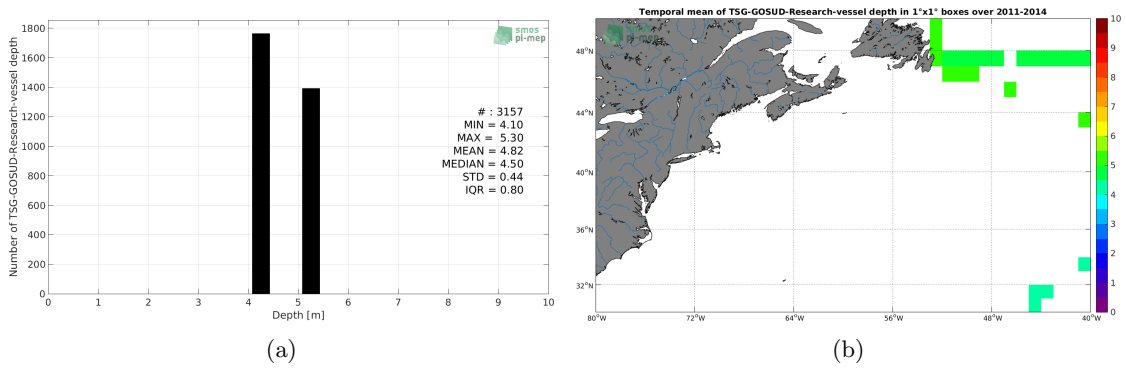 1800
1600
1400
1200
1000
800
600
400
200
0
Number of TSG-GOSUD-Research-vessel depth
smos
pi-mep
# : 3157
MIN = 4.10
MAX = 5.30
MEAN = 4.82
MEDIAN = 4.50
STD = 0.44
IQR = 0.80
0 1 2 3 4 5 6 7 8 9 10
Depth [m]
(a)
Temporal mean of TSG-GOSUD-Research-vessel depth in 1°x1° boxes over 2011-2014
smos
pi-mep
48°N
44°N
40°N
36°N
32°N
80°W 72°W 64°W 56°W 48°W 40°W
10
9
8
7
6
5
4
3
2
1
0
(b)